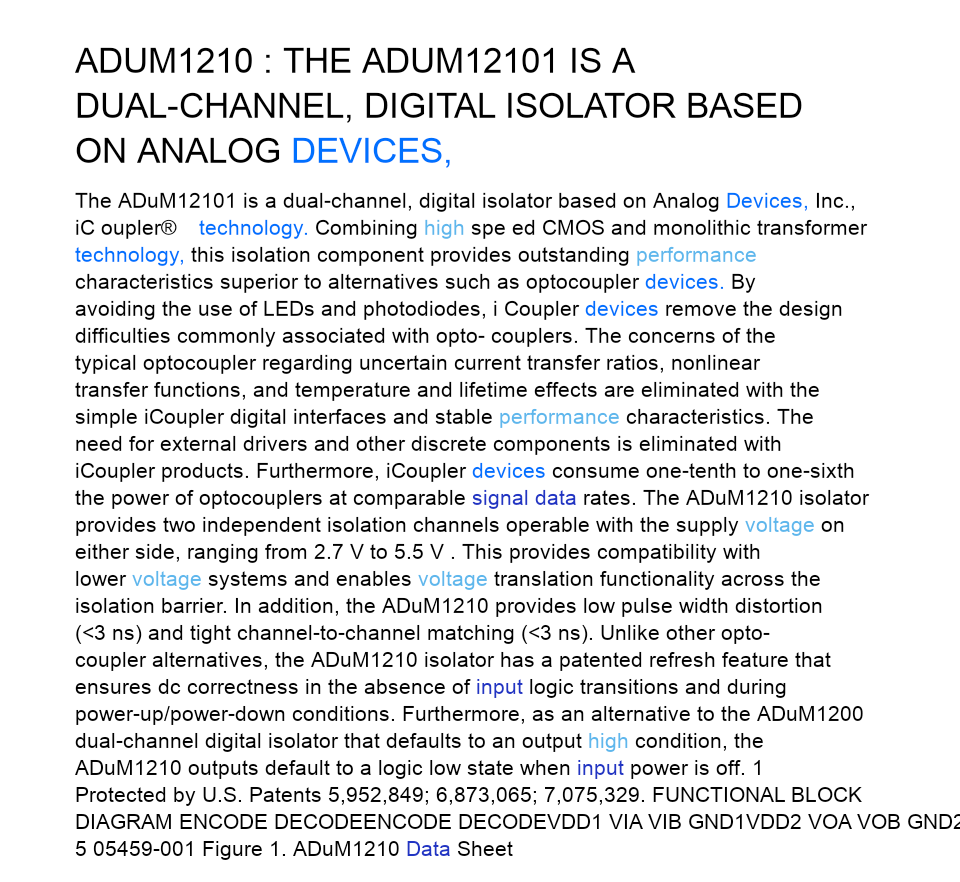 ADUM1210 : THE ADUM12101 IS A
DUAL-CHANNEL, DIGITAL ISOLATOR BASED
ON ANALOG DEVICES,
The ADuM12101 is a dual-channel, digital isolator based on Analog Devices, Inc.,
iC oupler® technology. Combining high spe ed CMOS and monolithic transformer
technology, this isolation component provides outstanding performance
characteristics superior to alternatives such as optocoupler devices. By
avoiding the use of LEDs and photodiodes, i Coupler devices remove the design
difficulties commonly associated with opto- couplers. The concerns of the
typical optocoupler regarding uncertain current transfer ratios, nonlinear
transfer functions, and temperature and lifetime effects are eliminated with the
simple iCoupler digital interfaces and stable performance characteristics. The
need for external drivers and other discrete components is eliminated with
iCoupler products. Furthermore, iCoupler devices consume one-tenth to one-sixth
the power of optocouplers at comparable signal data rates. The ADuM1210 isolator
provides two independent isolation channels operable with the supply voltage on
either side, ranging from 2.7 V to 5.5 V . This provides compatibility with
lower voltage systems and enables voltage translation functionality across the
isolation barrier. In addition, the ADuM1210 provides low pulse width distortion
(<3 ns) and tight channel-to-channel matching (<3 ns). Unlike other opto-
coupler alternatives, the ADuM1210 isolator has a patented refresh feature that
ensures dc correctness in the absence of input logic transitions and during
power-up/power-down conditions. Furthermore, as an alternative to the ADuM1200
dual-channel digital isolator that defaults to an output high condition, the
ADuM1210 outputs default to a logic low state when input power is off. 1
Protected by U.S. Patents 5,952,849; 6,873,065; 7,075,329. FUNCTIONAL BLOCK
DIAGRAM ENCODE DECODEENCODE DECODEVDD1 VIA VIB GND1VDD2 VOA VOB GND2
5 05459-001 Figure 1. ADuM1210 Data Sheet